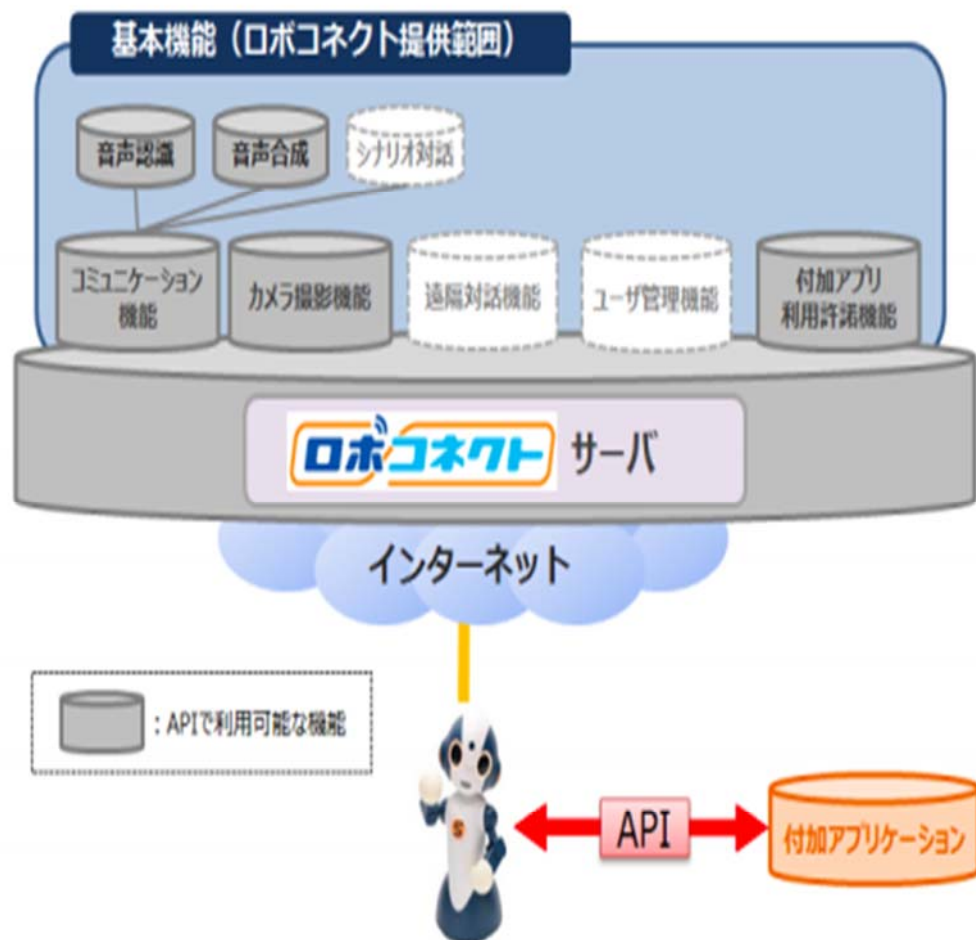 基本機能（ロボコネクト提供範囲）
音声認識
音声合成
シナリオ対話
コミュニケーション
機能
カメラ撮影機能
遠隔対話機能
ユーザ管理機能
付加アプリ
利用許諾機能
ロボコネクト サーバ
インターネット
：APIで利用可能な機能
S
API
付加アプリケーション